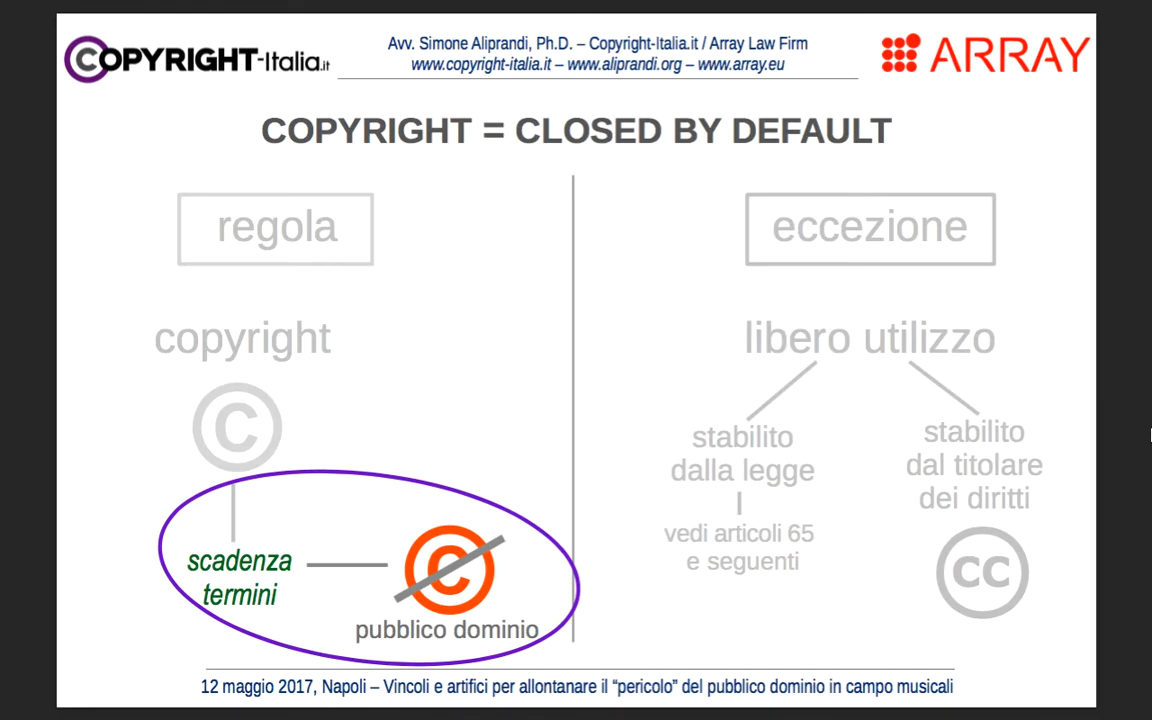 COPYRIGHT-Italia.it
Avv. Simone Aliprandi, Ph.D. – Copyright-Italia.it / Array Law Firm
www.copyright-italia.it – www.aliprandi.org – www.array.eu
ARRAY
COPYRIGHT = CLOSED BY DEFAULT
regola
copyright
©
scadenza
termini
©
pubblico dominio
eccezione
libero utilizzo
stabilito
dalla legge
vedi articoli 65
e seguenti
stabilito
dal titolare
dei diritti
cc
12 maggio 2017, Napoli – Vincoli e artifici per allontanare il “pericolo” del pubblico dominio in campo musicali